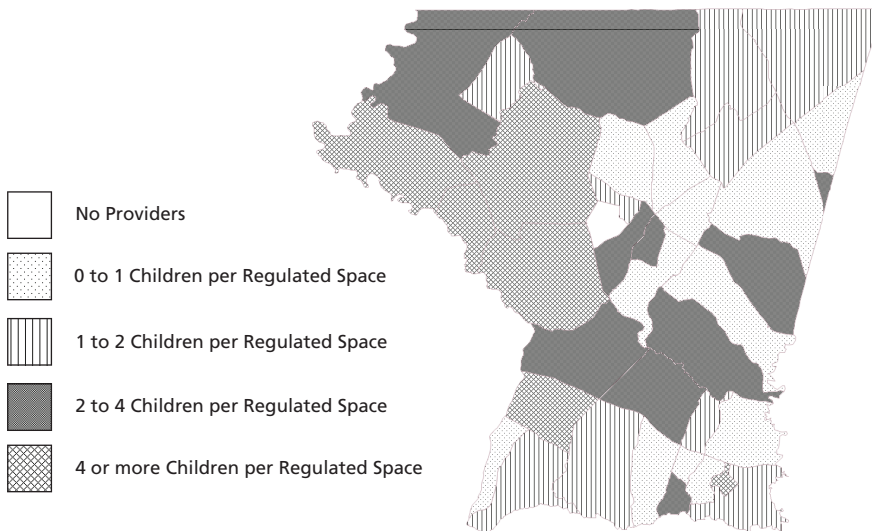 No Providers
0 to 1 Children per Regulated Space
1 to 2 Children per Regulated Space
2 to 4 Children per Regulated Space
4 or more Children per Regulated Space